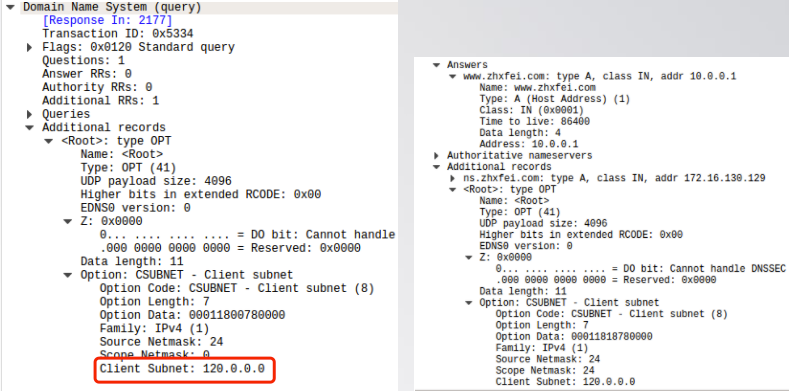 Domain Name System (query)
[Response In: 2177]
Transaction ID: 0x5334
Flags: 0x0120 Standard query
Questions: 1
Answer RRs: 0
Authority RRs: 0
Additional RRs: 1
Queries
Additional records
<Root>: type OPT
Name: <Root>
Type: OPT (41)
UDP payload size: 4096
Higher bits in extended RCODE: 0x00
EDNS0 version: 0
Z: 0x0000
0... .... .... .... = DO bit: Cannot handle
.000 0000 0000 0000 = Reserved: 0x0000
Data length: 11
Option: CSUBNET - Client subnet
Option Code: CSUBNET - Client subnet (8)
Option Length: 7
Option Data: 00011800780000
Family: IPv4 (1)
Source Netmask: 24
Scope Netmask: 0
Client Subnet: 120.0.0.0
Answers
www.zhxfei.com: type A, class IN, addr 10.0.0.1
Name: www.zhxfei.com
Type: A (Host Address) (1)
Class: IN (0x0001)
Time to live: 86400
Data length: 4
Address: 10.0.0.1
Authoritative nameservers
Additional records
ns.zhxfei.com: type A, class IN, addr 172.16.130.129
<Root>: type OPT
Name: <Root>
Type: OPT (41)
UDP payload size: 4096
Higher bits in extended RCODE: 0x00
EDNS0 version: 0
Z: 0x0000
0... .... .... .... = DO bit: Cannot handle DNSSEC
.000 0000 0000 0000 = Reserved: 0x0000
Data length: 11
Option: CSUBNET - Client subnet
Option Code: CSUBNET - Client subnet (8)
Option Length: 7
Option Data: 00011818780000
Family: IPv4 (1)
Source Netmask: 24
Scope Netmask: 24
Client Subnet: 120.0.0.0